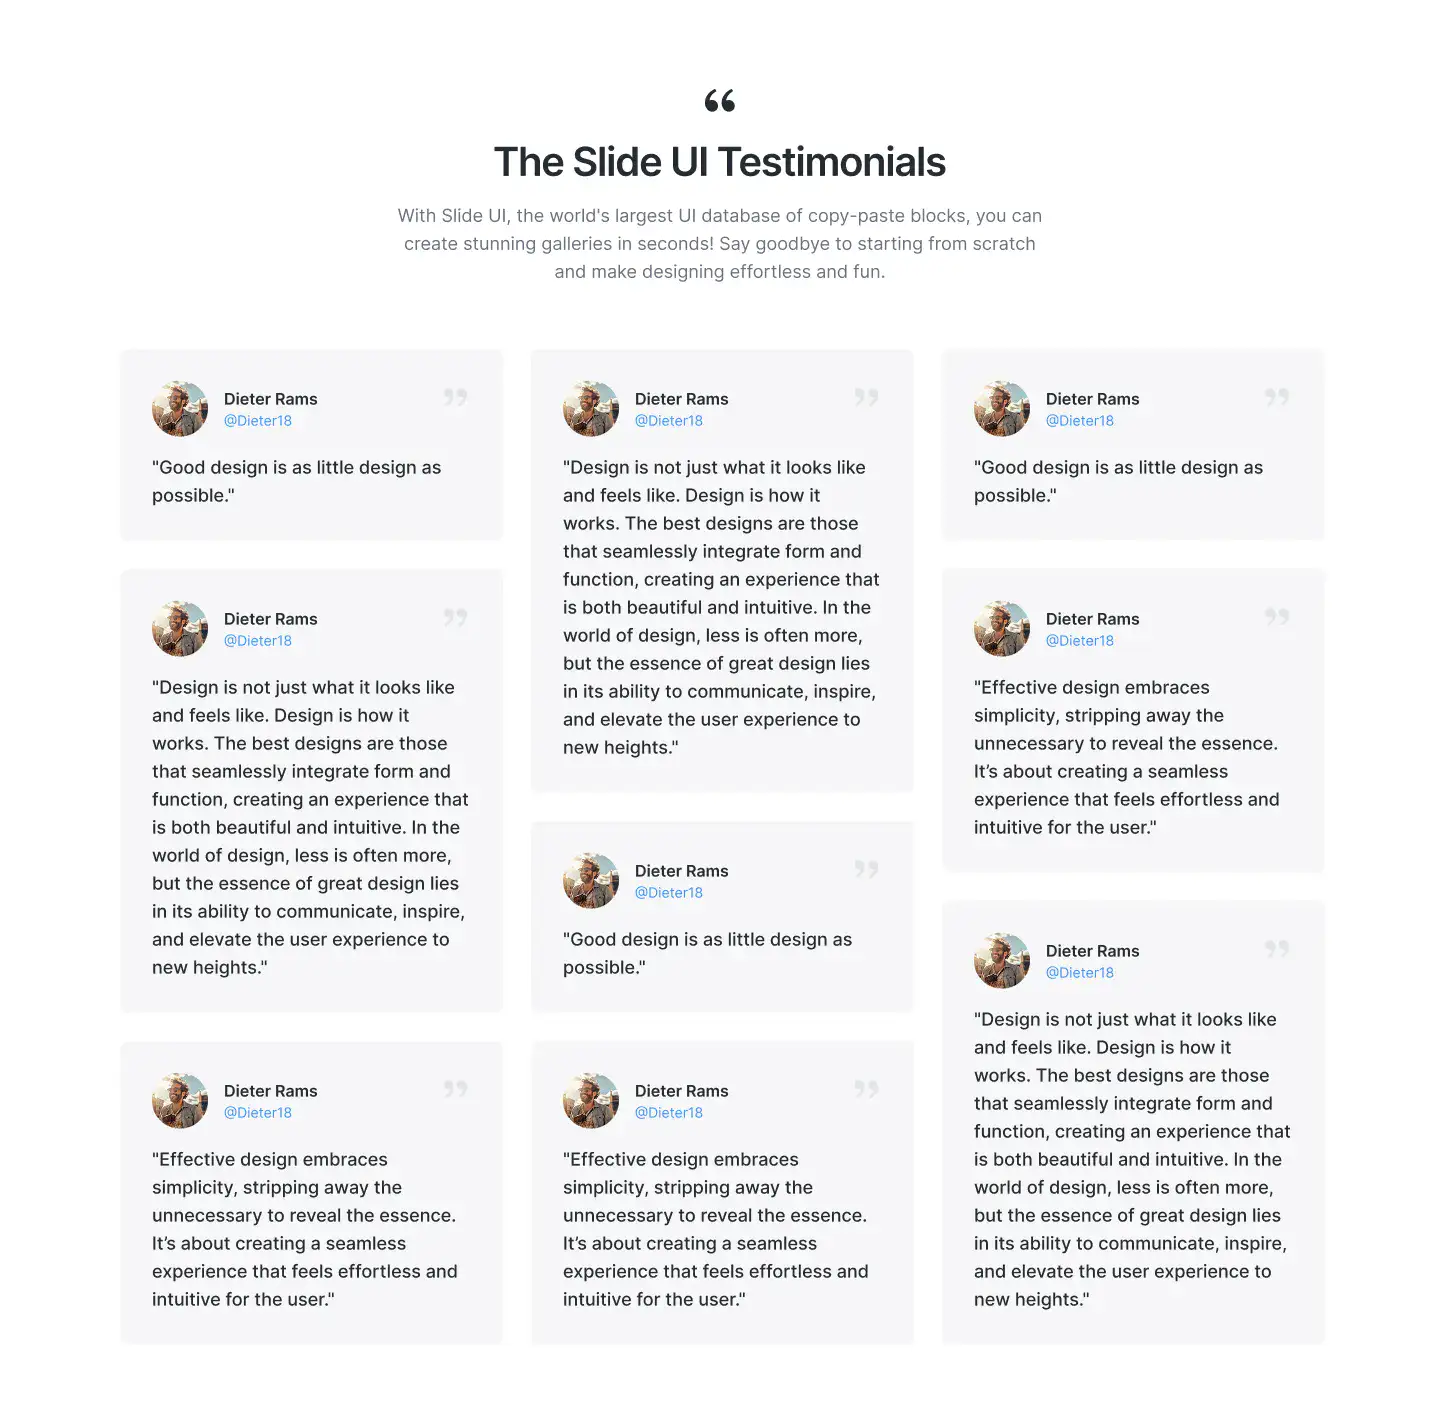 “
The Slide UI Testimonials
With Slide UI, the world's largest UI database of copy-paste blocks, you can
create stunning galleries in seconds! Say goodbye to starting from scratch
and make designing effortless and fun.
Dieter Rams
@Dieter18
”
"Good design is as little design as
possible."
Dieter Rams
@Dieter18
”
"Design is not just what it looks like
and feels like. Design is how it
works. The best designs are those
that seamlessly integrate form and
function, creating an experience that
is both beautiful and intuitive. In the
world of design, less is often more,
but the essence of great design lies
in its ability to communicate, inspire,
and elevate the user experience to
new heights."
Dieter Rams
@Dieter18
”
"Effective design embraces
simplicity, stripping away the
unnecessary to reveal the essence.
It’s about creating a seamless
experience that feels effortless and
intuitive for the user."
Dieter Rams
@Dieter18
”
"Design is not just what it looks like
and feels like. Design is how it
works. The best designs are those
that seamlessly integrate form and
function, creating an experience that
is both beautiful and intuitive. In the
world of design, less is often more,
but the essence of great design lies
in its ability to communicate, inspire,
and elevate the user experience to
new heights."
Dieter Rams
@Dieter18
”
"Good design is as little design as
possible."
Dieter Rams
@Dieter18
”
"Effective design embraces
simplicity, stripping away the
unnecessary to reveal the essence.
It’s about creating a seamless
experience that feels effortless and
intuitive for the user."
Dieter Rams
@Dieter18
”
"Good design is as little design as
possible."
Dieter Rams
@Dieter18
”
"Effective design embraces
simplicity, stripping away the
unnecessary to reveal the essence.
It’s about creating a seamless
experience that feels effortless and
intuitive for the user."
Dieter Rams
@Dieter18
”
"Design is not just what it looks like
and feels like. Design is how it
works. The best designs are those
that seamlessly integrate form and
function, creating an experience that
is both beautiful and intuitive. In the
world of design, less is often more,
but the essence of great design lies
in its ability to communicate, inspire,
and elevate the user experience to
new heights."